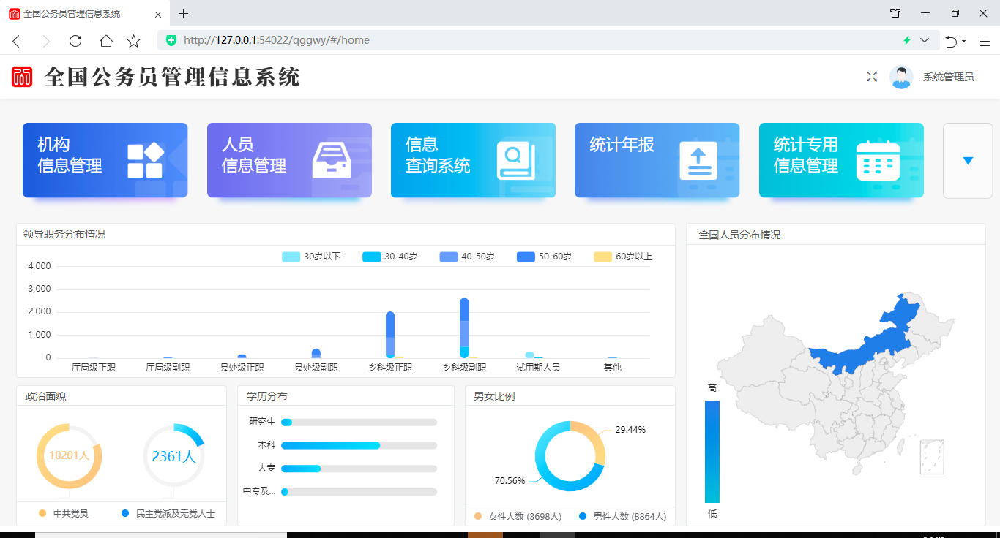 全国公务员管理信息系统
http://127.0.0.1:54022/qggwy/#/home
全国公务员管理信息系统
系统管理员
机构
信息管理
人员
信息管理
信息
查询系统
统计年报
统计专用
信息管理
领导职务分布情况
30岁以下
30-40岁
40-50岁
50-60岁
60岁以上
4,000
3,000
2,000
1,000
0
厅局级正职
厅局级副职
县处级正职
县处级副职
乡科级正职
乡科级副职
试用期人员
其他
全国人员分布情况
高
低
政治面貌
10201人
2361人
中共党员
民主党派及无党人士
学历分布
研究生
本科
大专
中专及...
男女比例
29.44%
70.56%
女性人数 (3698人)
男性人数 (8864人)